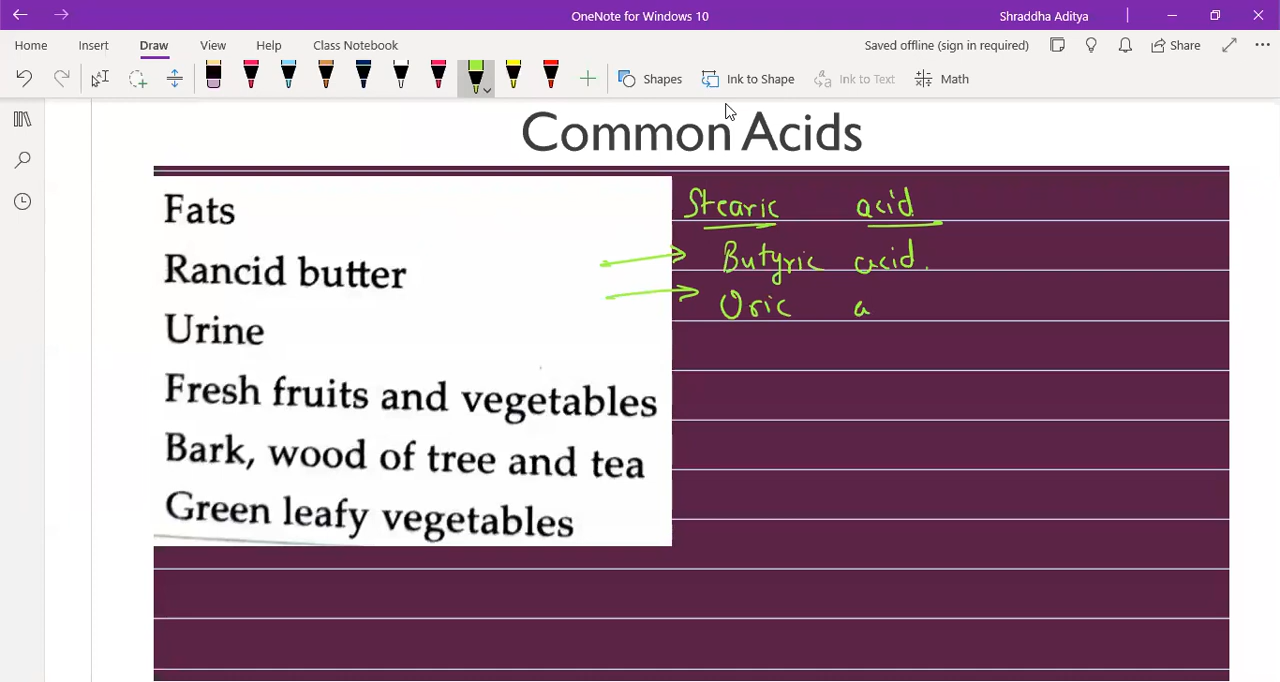 OneNote for Windows 10
Shraddha Aditya
Home Insert Draw View Help Class Notebook
Saved offline (sign in required) Share
Shapes Ink to Shape Ink to Text Math
Common Acids
Fats Stearic acid
Rancid butter Butyric acid.
Urine Uric a
Fresh fruits and vegetables
Bark, wood of tree and tea
Green leafy vegetables